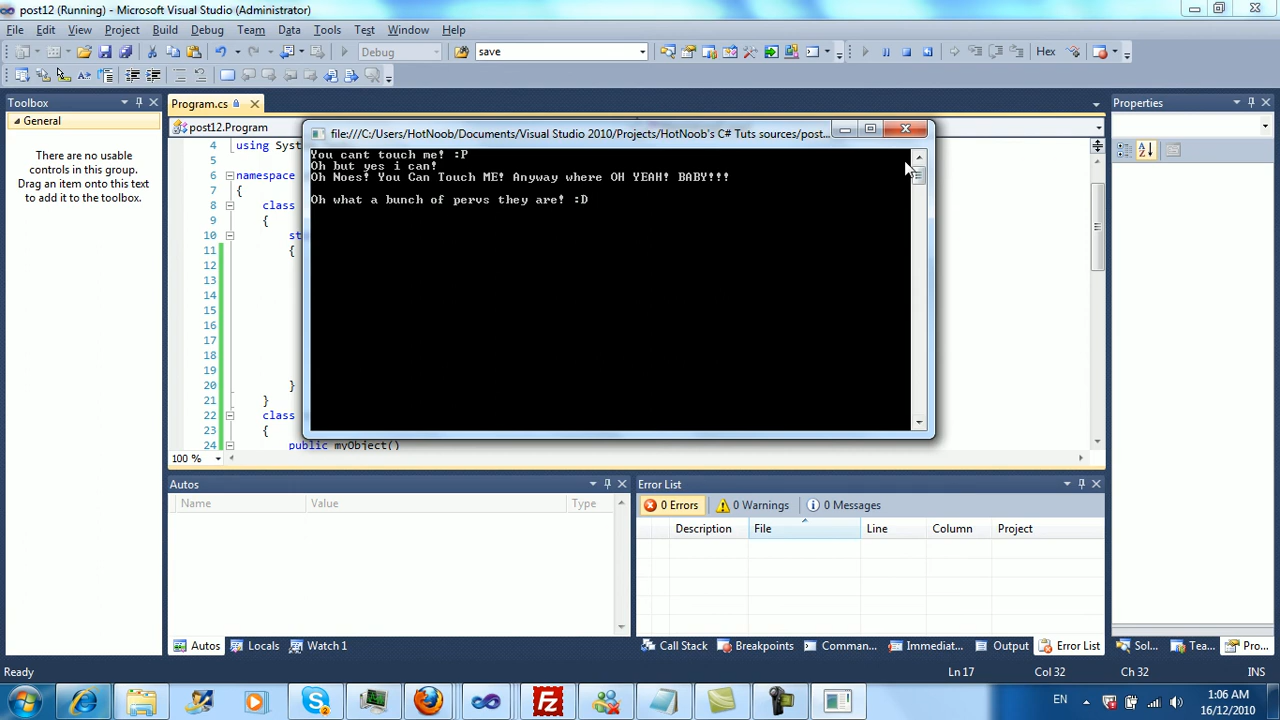 post12 (Running) - Microsoft Visual Studio (Administrator)
File Edit View Project Build Debug Team Data Tools Test Window Help
Debug save Hex
Toolbox
General
There are no usable
controls in this group.
Drag an item onto this
text to add it to the
toolbox.
Program.cs
post12.Program
4 using Sys
5
6 namespace
7 {
8 class
9 {
10 st
11 {
12
13
14
15
16
17
18
19
20 }
21 }
22 class
23 {
24 public myObject()
100 %
file:///C:/Users/HotNoob/Documents/Visual Studio 2010/Projects/HotNoob's C# Tuts sources/post...
You cant touch me! :P
Oh but yes i can!
Oh Noes! You Can Touch ME! Anyway where OH YEAH! BABY!!!
Oh what a bunch of pervs they are! :D
Properties
Autos
Name Value Type
Autos Locals Watch 1
Error List
0 Errors 0 Warnings 0 Messages
Description File Line Column Project
Call Stack Breakpoints Comman... Immediat... Output Error List
Sol... Tea... Pro...
Ready Ln 17 Col 32 Ch 32 INS
EN 1:06 AM
16/12/2010